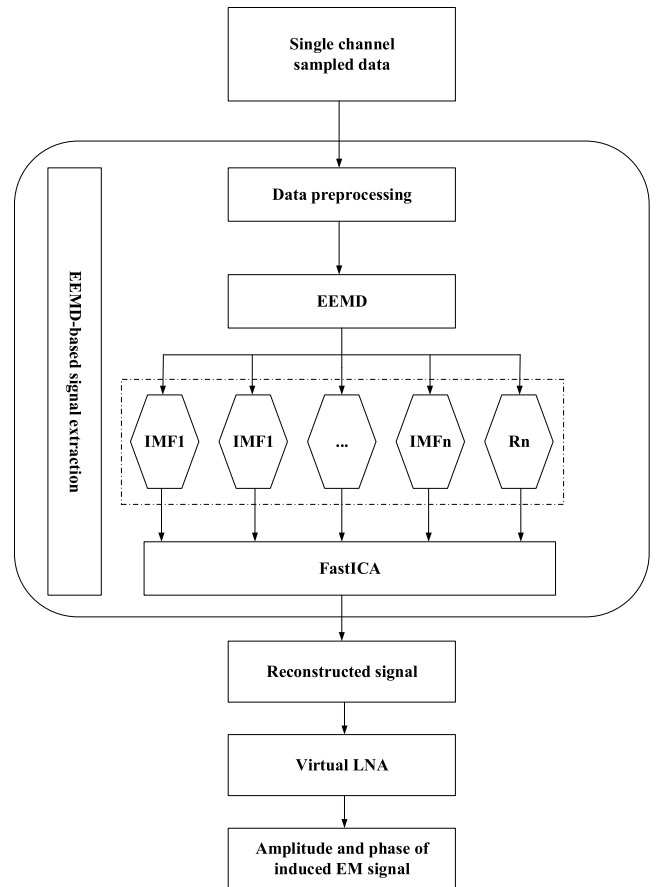 Single channel
sampled data
Data preprocessing
EEMD-based signal extraction
EEMD
IMF1
IMF1
...
IMFn
Rn
FastICA
Reconstructed signal
Virtual LNA
Amplitude and phase of
induced EM signal